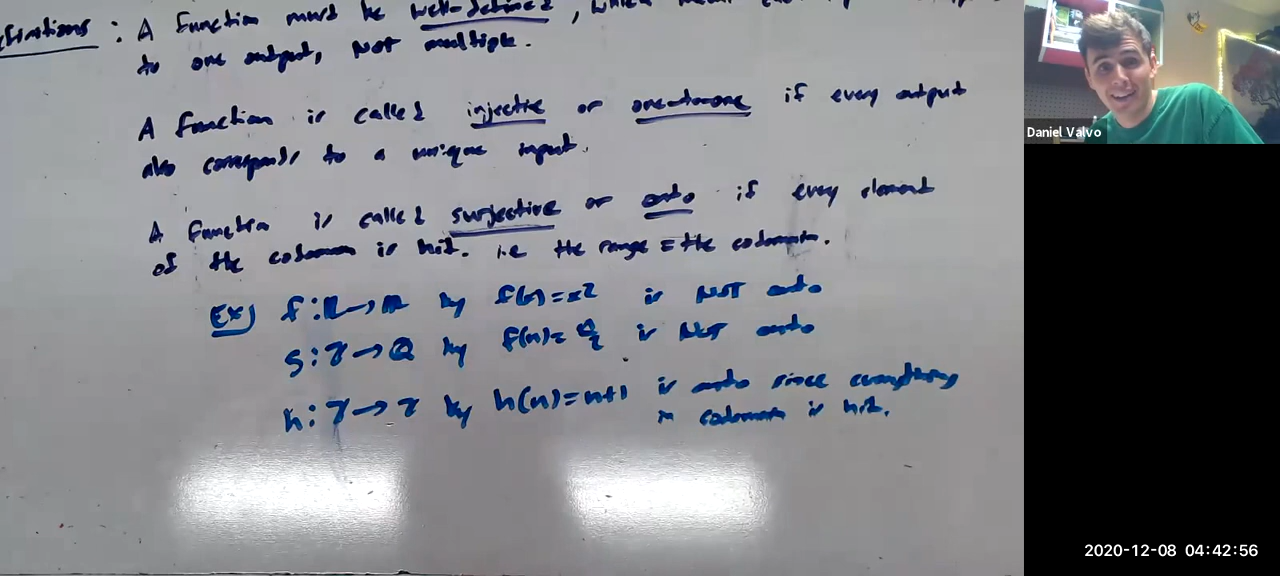 : A function must be well-defined, which
to one output, NOT multiple.
A function is called injective or one-to-one if every output
also corresponds to a unique input.
A function is called surjective or onto if every element
of the codomain is hit. i.e the range = the codomain.
Ex) f: ℝ → ℝ by f(x)=x2 is NOT onto
g: ℤ → ℚ by f(n)= n/2 is NOT onto
h: ℤ → ℤ by h(n)=n+1 is onto since everything
in codomain is hit.
Daniel Valvo
2020-12-08 04:42:56